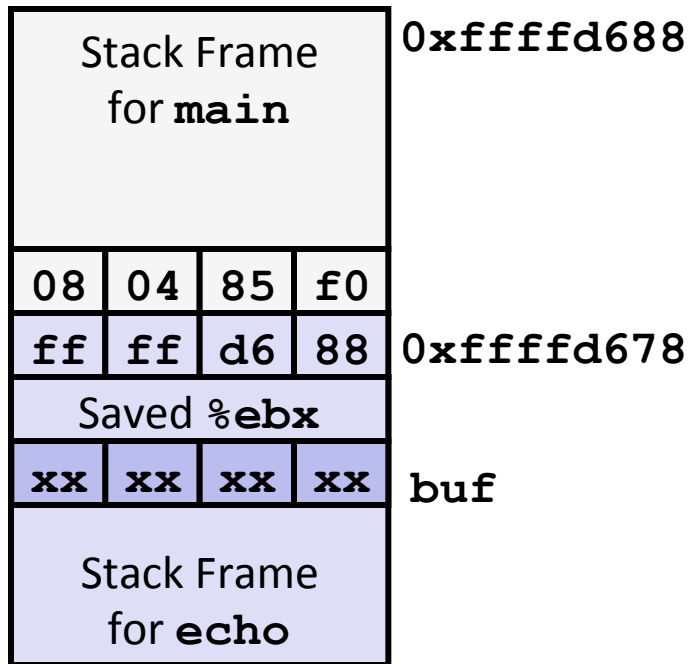 Stack Frame 0xffffd688
for main
08 04 85 f0
ff ff d6 88 0xffffd678
Saved %ebx
xx xx xx xx buf
Stack Frame
for echo